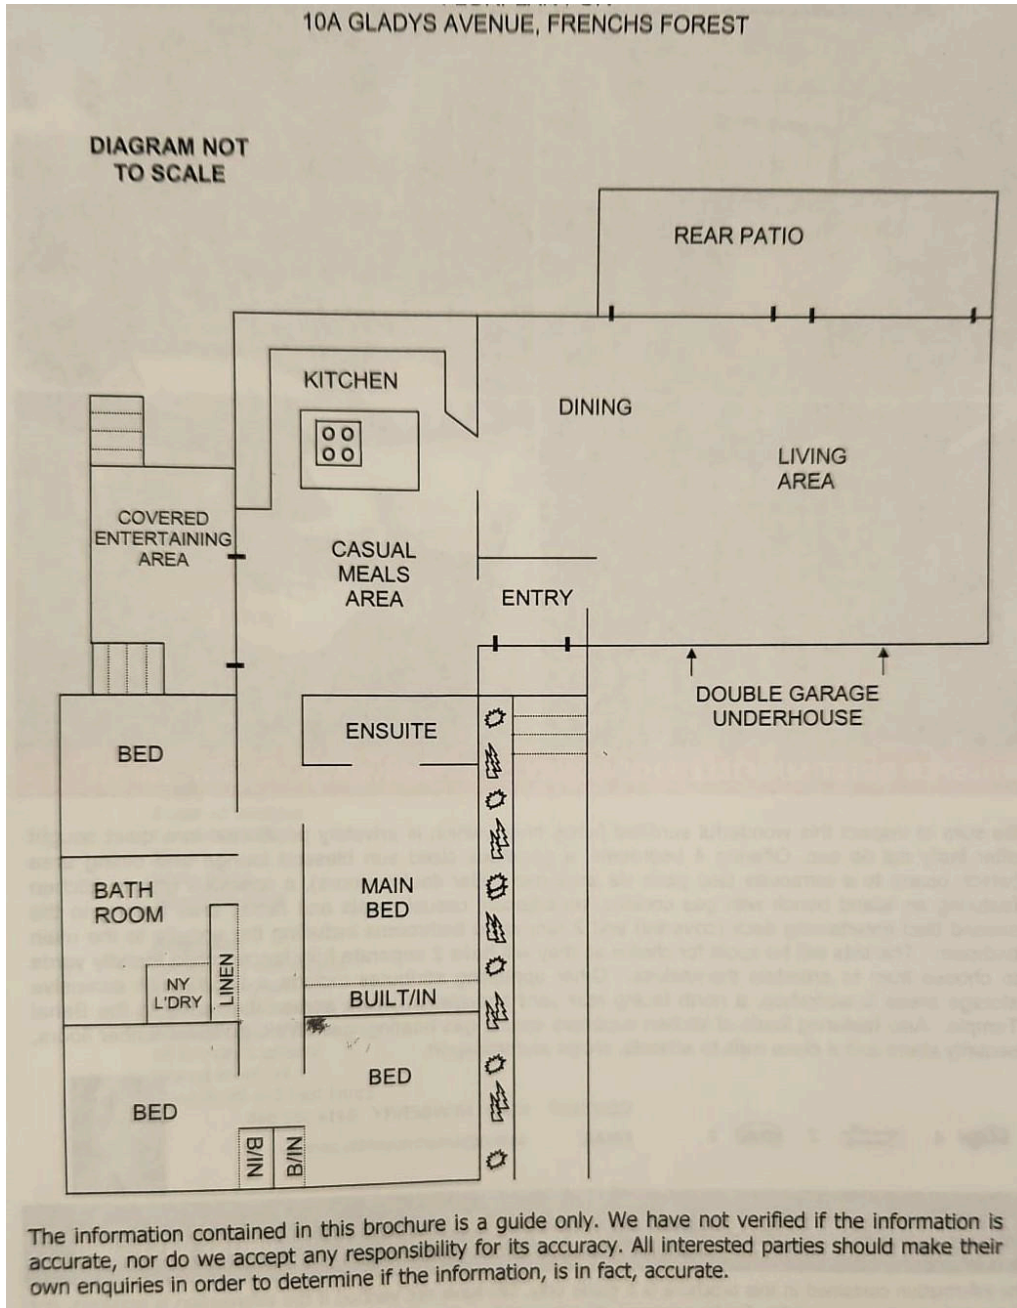 10A GLADYS AVENUE, FRENCHS FOREST
DIAGRAM NOT
TO SCALE
REAR PATIO
KITCHEN
DINING
LIVING
AREA
COVERED
ENTERTAINING
AREA
CASUAL
MEALS
AREA
ENTRY
DOUBLE GARAGE
UNDERHOUSE
ENSUITE
BED
BATH
ROOM
MAIN
BED
NY
L'DRY
LINEN
BUILT/IN
BED
BED
B/IN
B/IN
The information contained in this brochure is a guide only. We have not verified if the information is
accurate, nor do we accept any responsibility for its accuracy. All interested parties should make their
own enquiries in order to determine if the information, is in fact, accurate.